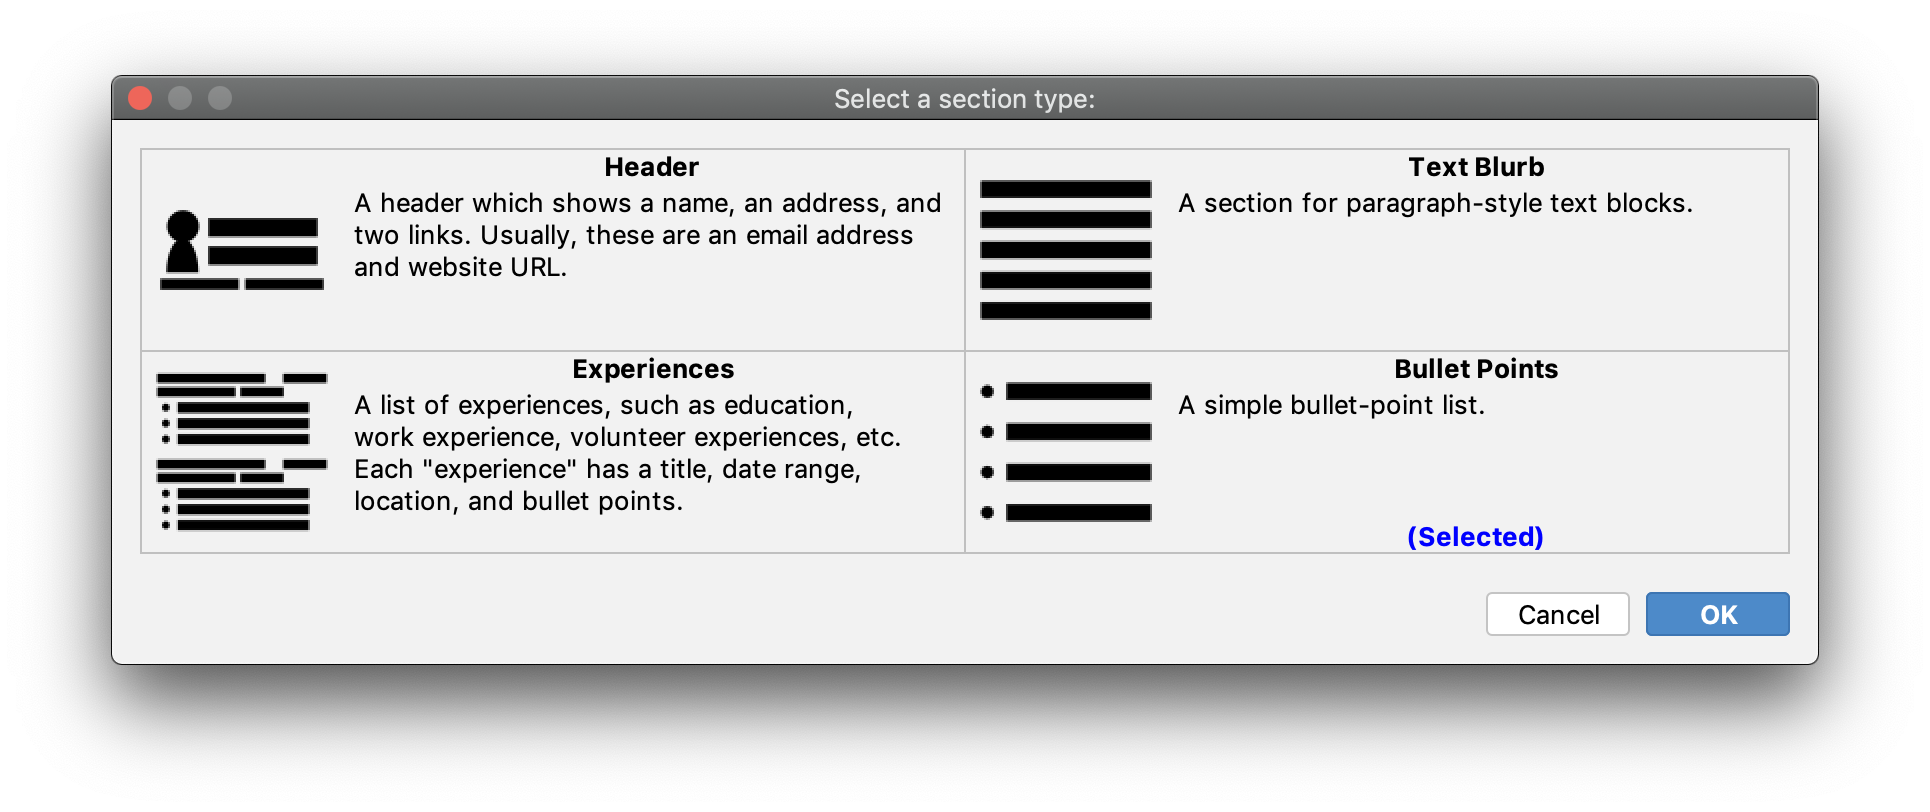 Select a section type:
Header
A header which shows a name, an address, and
two links. Usually, these are an email address
and website URL.
Text Blurb
A section for paragraph-style text blocks.
Experiences
A list of experiences, such as education,
work experience, volunteer experiences, etc.
Each "experience" has a title, date range,
location, and bullet points.
Bullet Points
A simple bullet-point list.
(Selected)
Cancel
OK